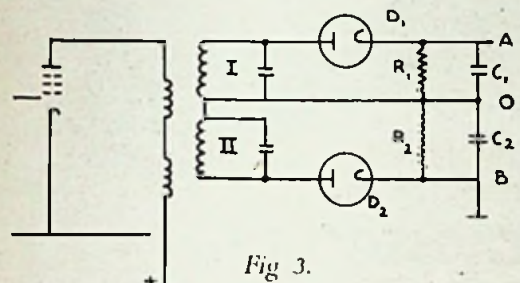 D₁
A
I
R₁
C₁
O
II
R₂
C₂
B
D₂
+
Fig 3.